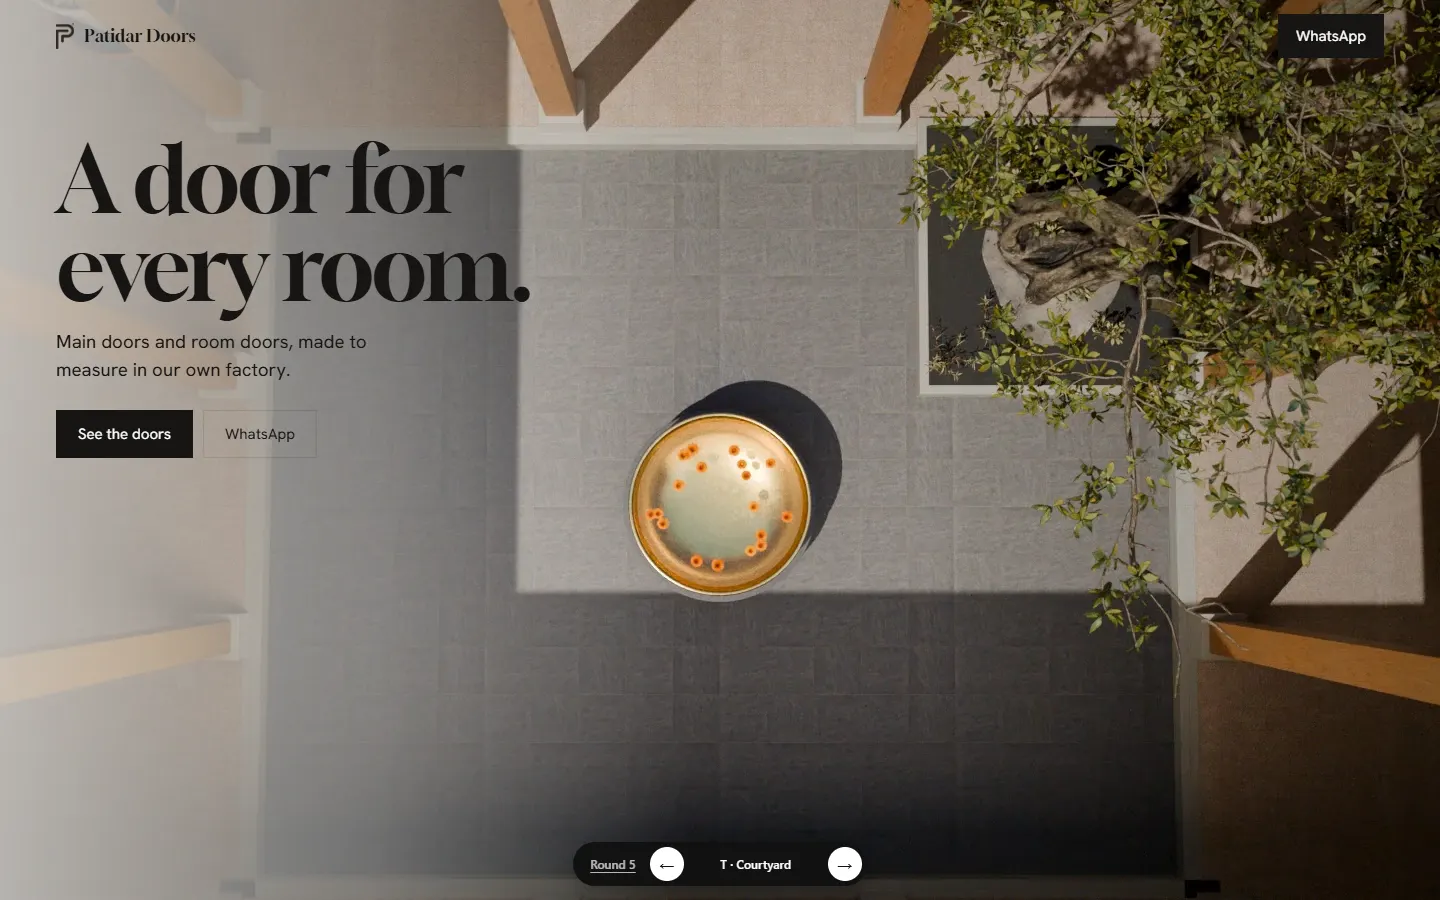 Patidar Doors
WhatsApp
A door for
every room.
Main doors and room doors, made to
measure in our own factory.
See the doors
WhatsApp
Round 5
←
T · Courtyard
→